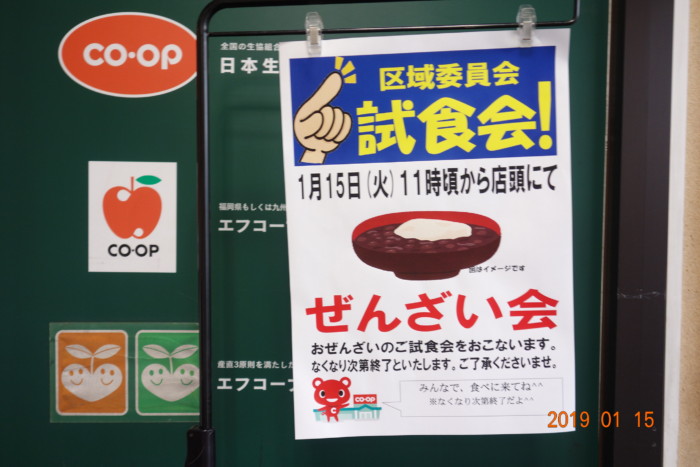 CO·OP
全国の生協組合
日本生
CO-OP
福岡県もしくは九州
エフコープ
産直3原則を満たした
エフコープ
区域委員会
試食会!
1月15日(火)11時頃から店頭にて
図はイメージです
ぜんざい会
おぜんざいのご試食会をおこないます。
なくなり次第終了といたします。ご了承くださいませ。
CO·OP
みんなで、食べに来てね^^
※なくなり次第終了だよ^^
2019 01 15